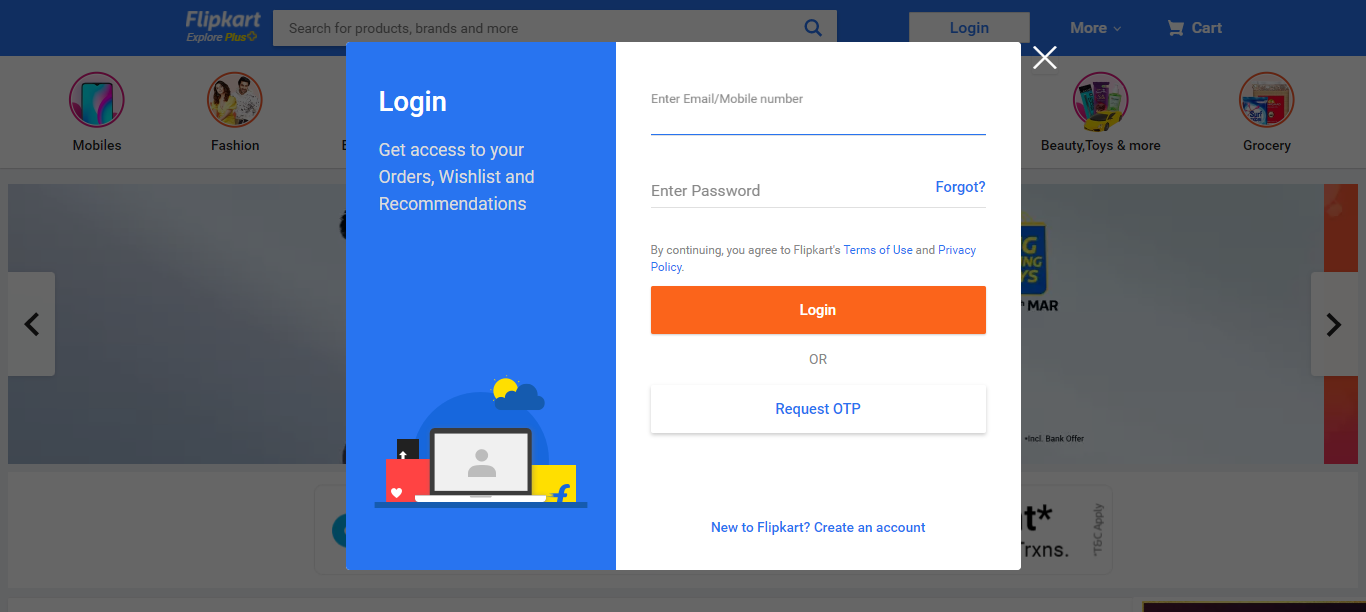 Flipkart
Explore Plus
Search for products, brands and more
Login
More
Cart
Mobiles
Fashion
Beauty,Toys & more
Grocery
Login
Get access to your
Orders, Wishlist and
Recommendations
Enter Email/Mobile number
Enter Password
Forgot?
By continuing, you agree to Flipkart's Terms of Use and Privacy
Policy.
Login
OR
Request OTP
New to Flipkart? Create an account
MAR
•Incl. Bank Offer
Trxns.
*T&C Apply